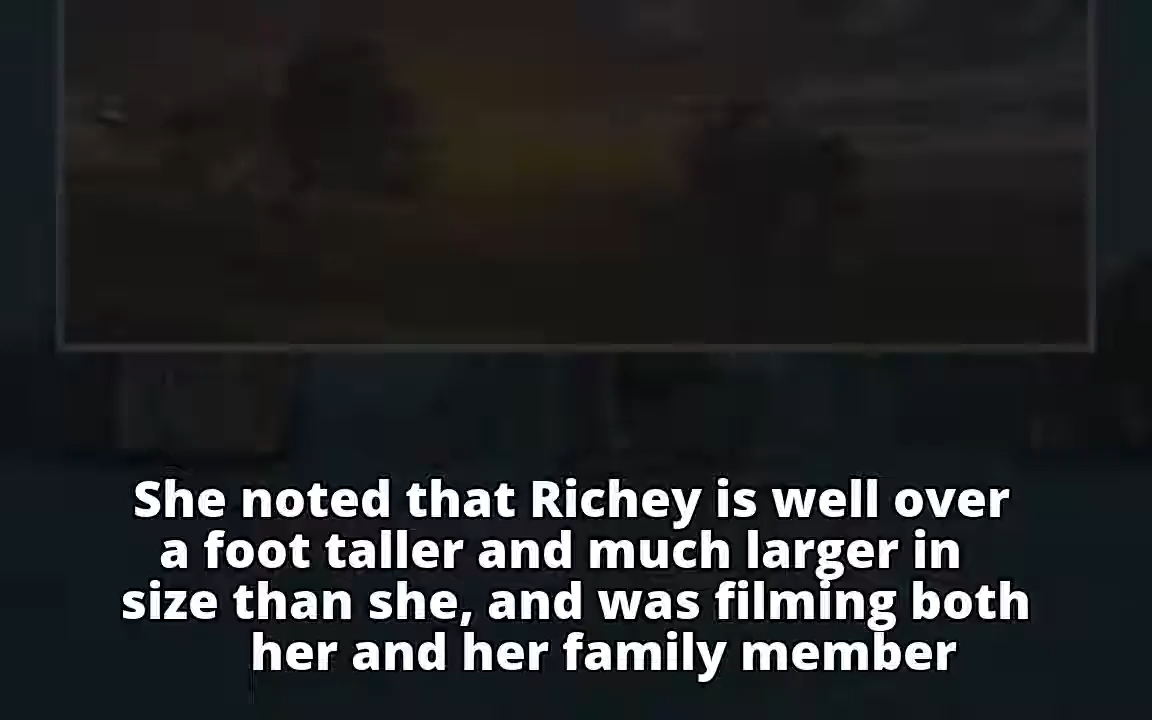 She noted that Richey is well over
a foot taller and much larger in
size than she, and was filming both
her and her family member